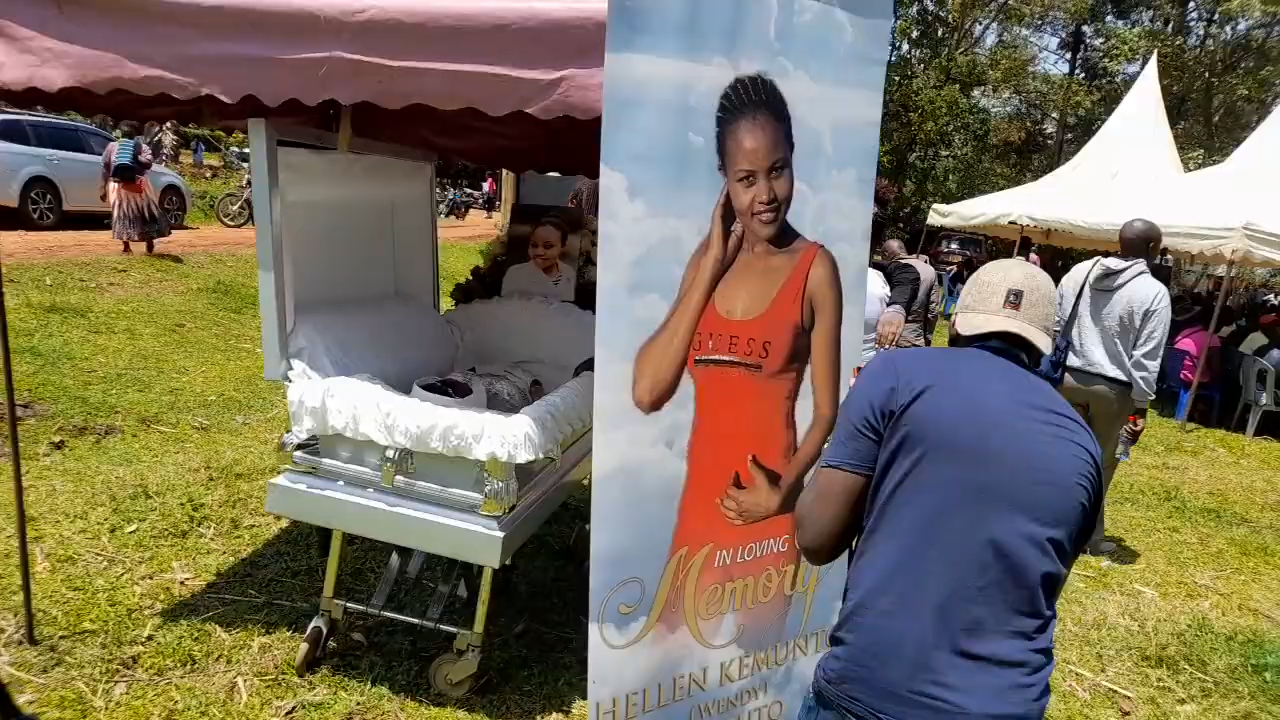 GUESS
IN LOVING
Memory
HELLEN KEMUNTO
(WENDY)